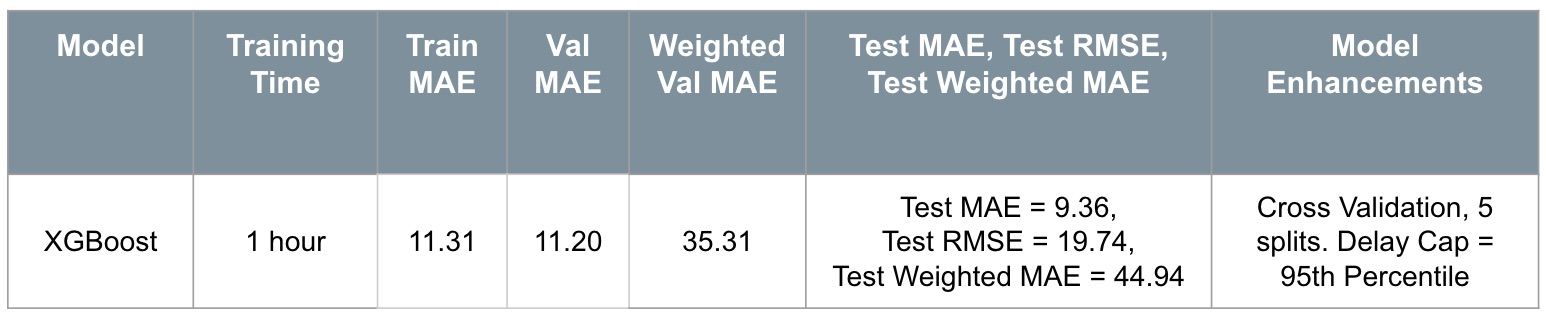 Model
Training
Time
Train
MAE
Val
MAE
Weighted
Val MAE
Test MAE, Test RMSE,
Test Weighted MAE
Model
Enhancements
XGBoost
1 hour
11.31
11.20
35.31
Test MAE = 9.36,
Test RMSE = 19.74,
Test Weighted MAE = 44.94
Cross Validation, 5
splits. Delay Cap =
95th Percentile